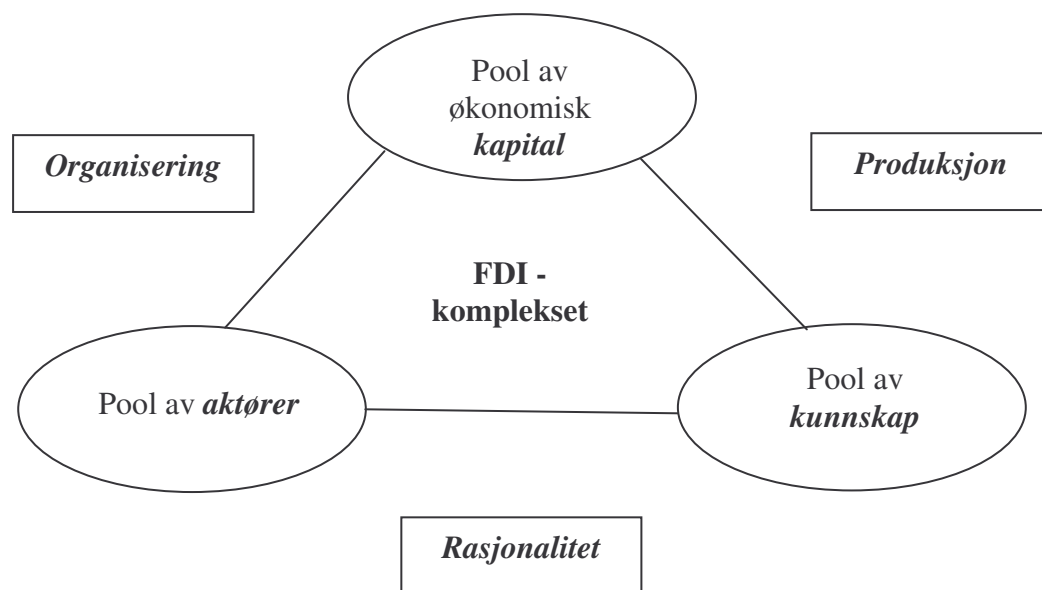 Pool av
økonomisk
kapital
Organisering
Produksjon
FDI -
komplekset
Pool av aktører
Pool av
kunnskap
Rasjonalitet